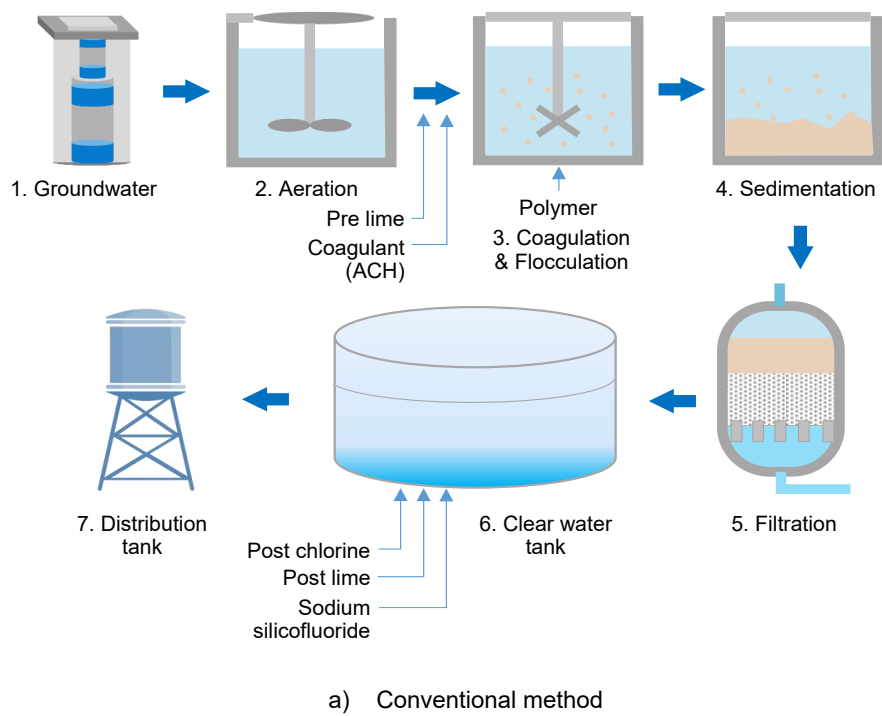 1. Groundwater
2. Aeration
Pre lime
Coagulant
(ACH)
Polymer
3. Coagulation
& Flocculation
4. Sedimentation
5. Filtration
6. Clear water
tank
Post chlorine
Post lime
Sodium
silicofluoride
7. Distribution
tank
a) Conventional method